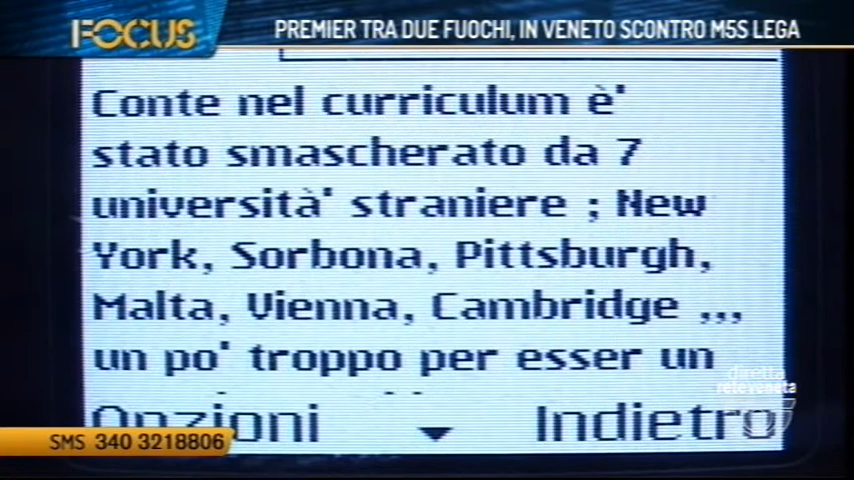 FOCUS
PREMIER TRA DUE FUOCHI, IN VENETO SCONTRO M5S LEGA
Conte nel curriculum è'
stato smascherato da 7
università' straniere ; New
York, Sorbona, Pittsburgh,
Malta, Vienna, Cambridge ,,,
un po' troppo per esser un
Opzioni
Indietro
diretta
reteveneta
SMS 340 3218806